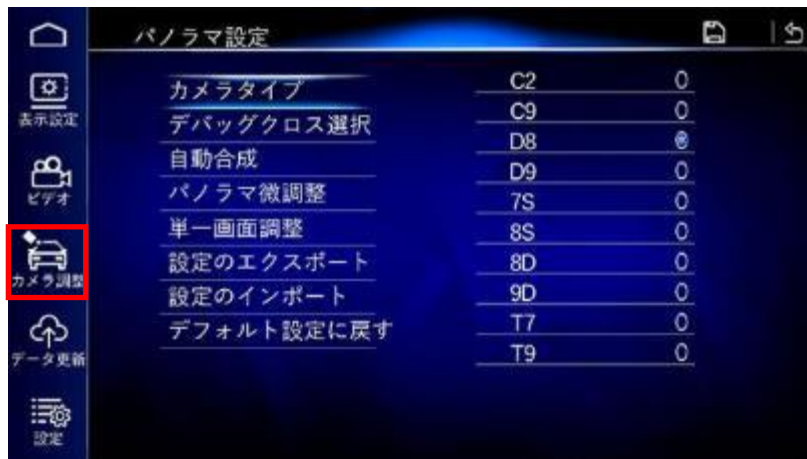 パノラマ設定
表示設定
ビデオ
カメラ調整
データ更新
設定
カメラタイプ
デバッグクロス選択
自動合成
パノラマ微調整
単一画面調整
設定のエクスポート
設定のインポート
デフォルト設定に戻す
C2
C9
D8
D9
7S
8S
8D
9D
T7
T9